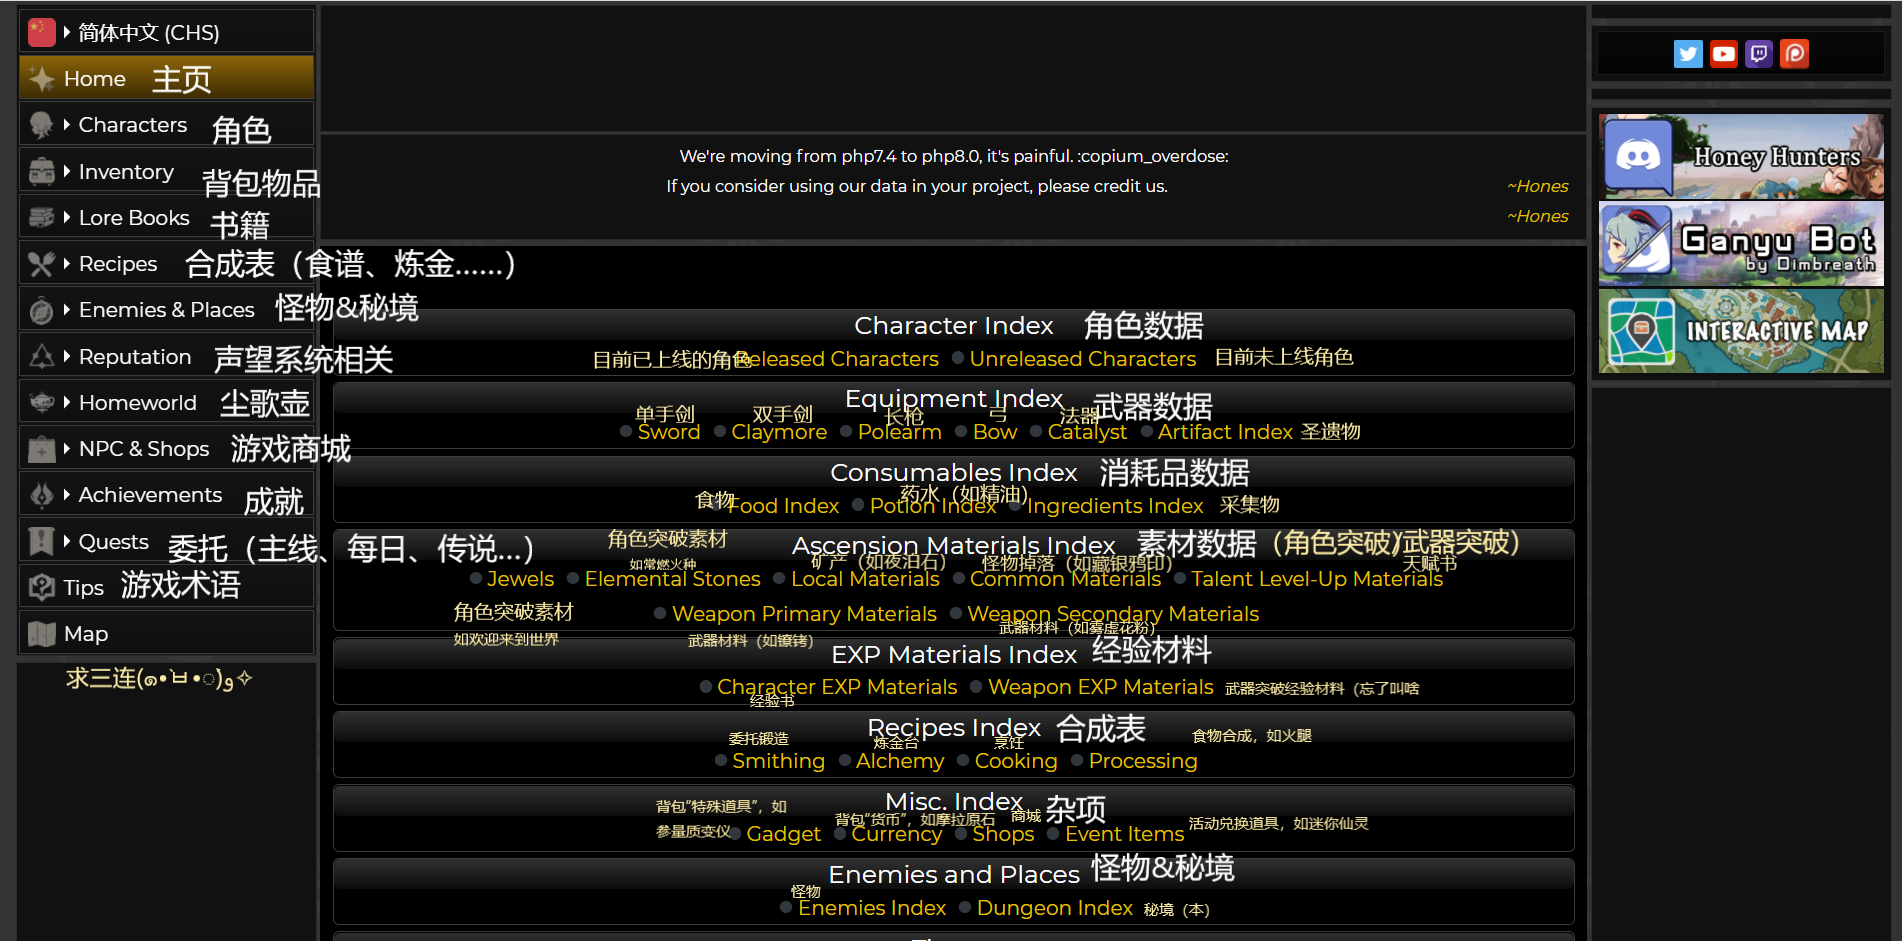 简体中文 (CHS)
Home 主页
Characters 角色
Inventory 背包物品
Lore Books 书籍
Recipes 合成表（食谱、炼金……）
Enemies & Places 怪物&秘境
Reputation 声望系统相关
Homeworld 尘歌壶
NPC & Shops 游戏商城
Achievements 成就
Quests 委托（主线、每日、传说...）
Tips 游戏术语
Map
求三连(๑•̀ㅂ•́)و✧
We're moving from php7.4 to php8.0, it's painful. :copium_overdose:
If you consider using our data in your project, please credit us.
~Hones
~Hones
Character Index 角色数据
目前已上线的角色 Released Characters Unreleased Characters 目前未上线角色
Equipment Index 武器数据
单手剑 双手剑 长枪 弓 法器
Sword Claymore Polearm Bow Catalyst Artifact Index 圣遗物
Consumables Index 消耗品数据
食物 药水（如精油）
Food Index Potion Index Ingredients Index 采集物
角色突破素材 Ascension Materials Index 素材数据（角色突破/武器突破）
如常燃火种 矿产（如夜泊石） 怪物掉落（如藏银鸦印） 天赋书
Jewels Elemental Stones Local Materials Common Materials Talent Level-Up Materials
角色突破素材 Weapon Primary Materials Weapon Secondary Materials
如欢迎来到世界 武器材料（如镣铐） 武器材料（如雾虚花粉）
EXP Materials Index 经验材料
Character EXP Materials Weapon EXP Materials 武器突破经验材料（忘了叫啥
经验书
Recipes Index 合成表
委托锻造 炼金台 烹饪 食物合成，如火腿
Smithing Alchemy Cooking Processing
Misc. Index 杂项
背包“特殊道具”，如
参量质变仪 背包“货币”，如摩拉原石 商城 活动兑换道具，如迷你仙灵
Gadget Currency Shops Event Items
Enemies and Places 怪物&秘境
怪物
Enemies Index Dungeon Index 秘境（本）
Honey Hunters
Ganyu Bot
by Dimbreath
INTERACTIVE MAP